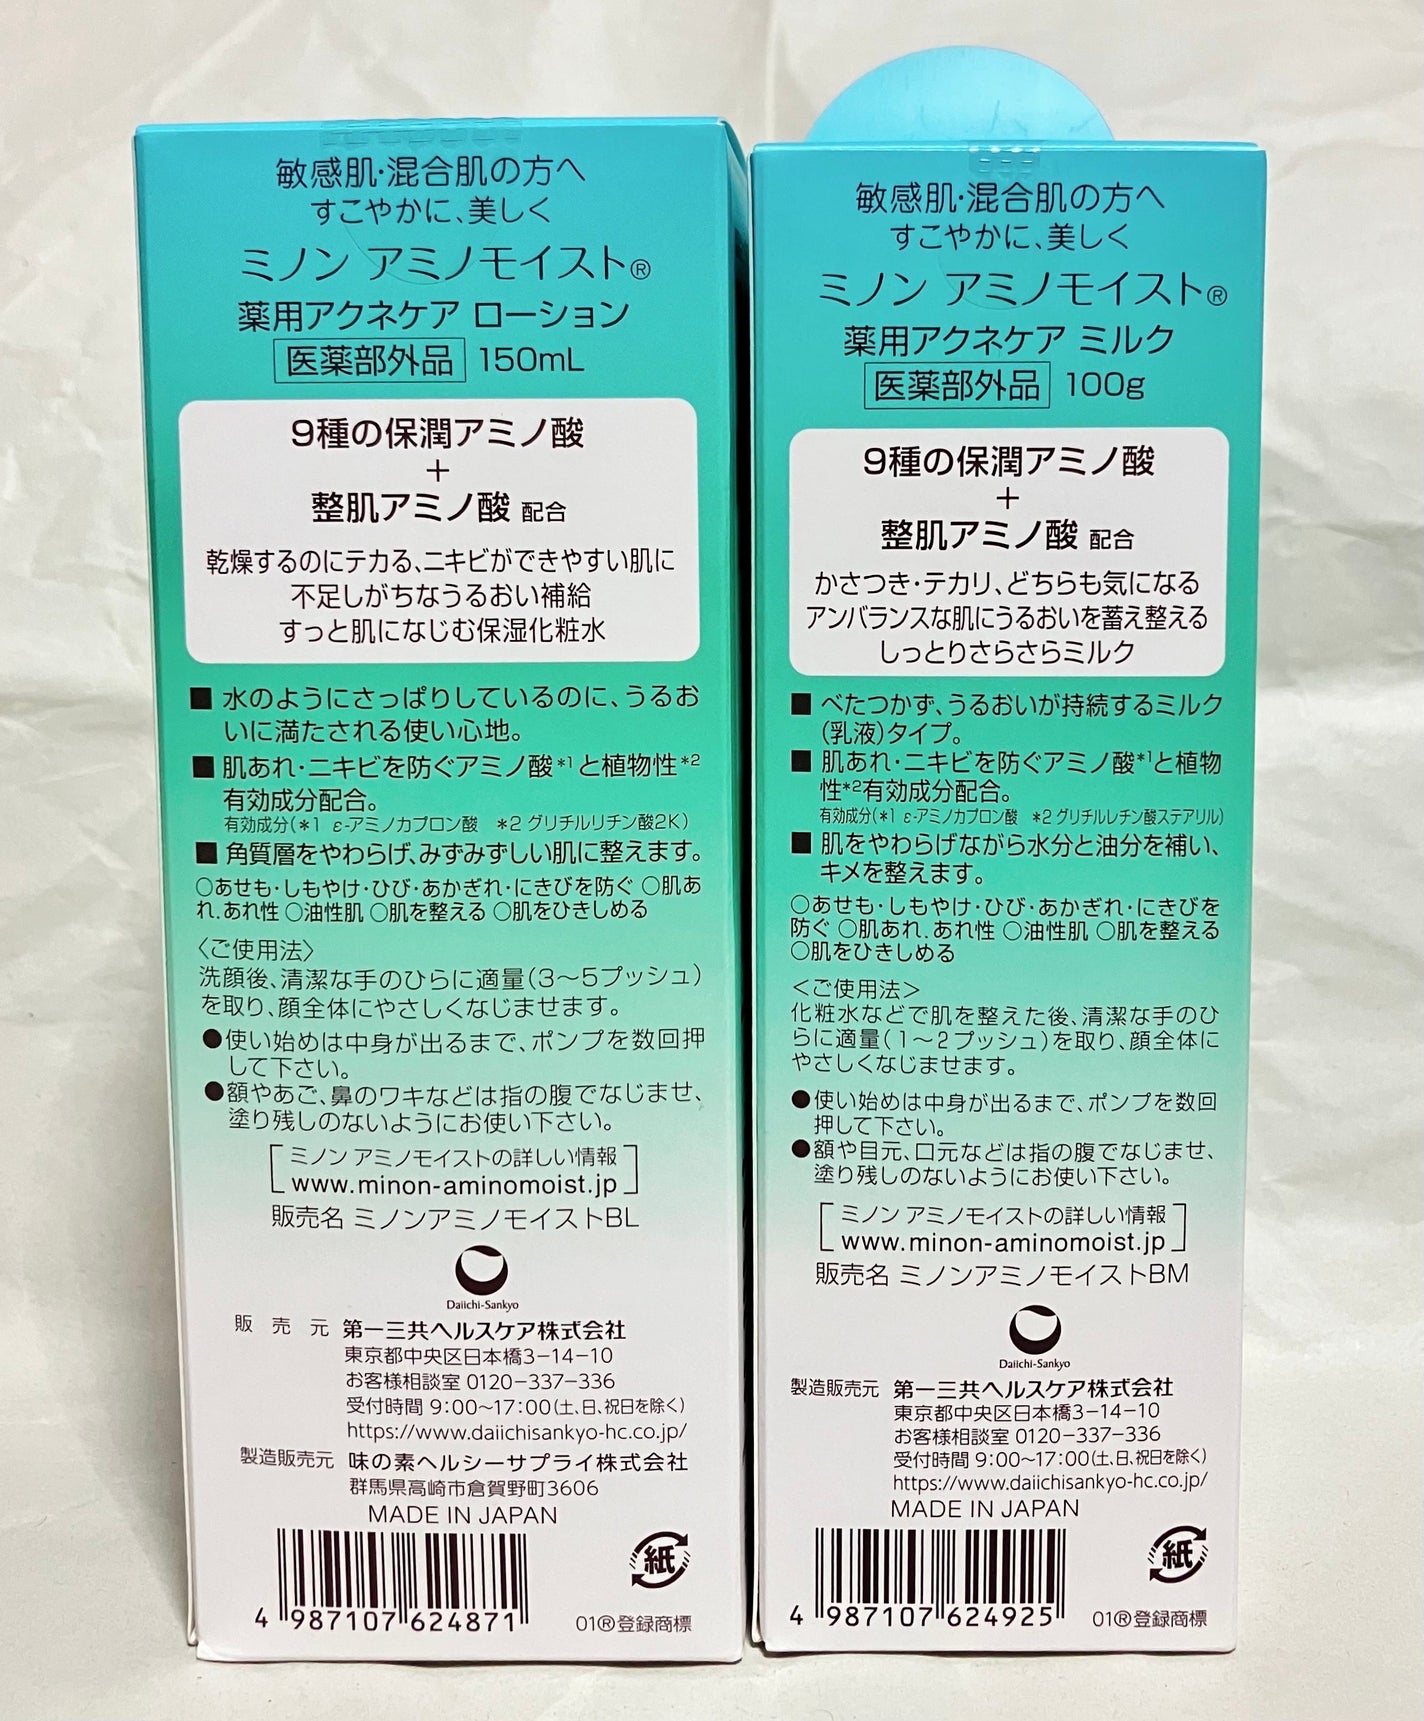 敏感肌・混合肌の方へ
すこやかに、美しく
ミノン アミノモイスト®
薬用アクネケア ローション
医薬部外品 150mL
9種の保潤アミノ酸
+
整肌アミノ酸 配合
乾燥するのにテカる、ニキビができやすい肌に
不足しがちなうるおい補給
すっと肌になじむ保湿化粧水
■ 水のようにさっぱりしているのに、うるお
いに満たされる使い心地。
■ 肌あれ・ニキビを防ぐアミノ酸*1と植物性*2
有効成分配合。
有効成分(*1 ε-アミノカプロン酸 *2 グリチルリチン酸2K)
■ 角質層をやわらげ、みずみずしい肌に整えます。
○あせも・しもやけ・ひび・あかぎれ・にきびを防ぐ ○肌あ
れ.あれ性 ○油性肌 ○肌を整える ○肌をひきしめる
〈ご使用法〉
洗顔後、清潔な手のひらに適量(3〜5プッシュ)
を取り、顔全体にやさしくなじませます。
●使い始めは中身が出るまで、ポンプを数回押
して下さい。
●額やあご、鼻のワキなどは指の腹でなじませ、
塗り残しのないようにお使い下さい。
ミノン アミノモイストの詳しい情報
www.minon-aminomoist.jp
販売名 ミノンアミノモイストBL
Daiichi-Sankyo
販売元 第一三共ヘルスケア株式会社
東京都中央区日本橋3−14−10
お客様相談室 0120−337−336
受付時間 9:00〜17:00(土、日、祝日を除く)
https://www.daiichisankyo-hc.co.jp/
製造販売元 味の素ヘルシーサプライ株式会社
群馬県高崎市倉賀野町3606
MADE IN JAPAN
紙
4 987107 624871
01®登録商標
敏感肌・混合肌の方へ
すこやかに、美しく
ミノン アミノモイスト®
薬用アクネケア ミルク
医薬部外品 100g
9種の保潤アミノ酸
+
整肌アミノ酸 配合
かさつき・テカリ、どちらも気になる
アンバランスな肌にうるおいを蓄え整える
しっとりさらさらミルク
■ べたつかず、うるおいが持続するミルク
(乳液)タイプ。
■ 肌あれ・ニキビを防ぐアミノ酸*1と植物
性*2有効成分配合。
有効成分(*1 ε-アミノカプロン酸 *2 グリチルレチン酸ステアリル)
■ 肌をやわらげながら水分と油分を補い、
キメを整えます。
○あせも・しもやけ・ひび・あかぎれ・にきびを
防ぐ ○肌あれ.あれ性 ○油性肌 ○肌を整える
○肌をひきしめる
＜ご使用法＞
化粧水などで肌を整えた後、清潔な手のひ
らに適量(1〜2プッシュ)を取り、顔全体に
やさしくなじませます。
●使い始めは中身が出るまで、ポンプを数回
押して下さい。
●額や目元、口元などは指の腹でなじませ、
塗り残しのないようにお使い下さい。
ミノン アミノモイストの詳しい情報
www.minon-aminomoist.jp
販売名 ミノンアミノモイストBM
Daiichi-Sankyo
製造販売元 第一三共ヘルスケア株式会社
東京都中央区日本橋3−14−10
お客様相談室 0120−337−336
受付時間 9:00〜17:00(土、日、祝日を除く)
https://www.daiichisankyo-hc.co.jp/
MADE IN JAPAN
紙
4 987107 624925
01®登録商標